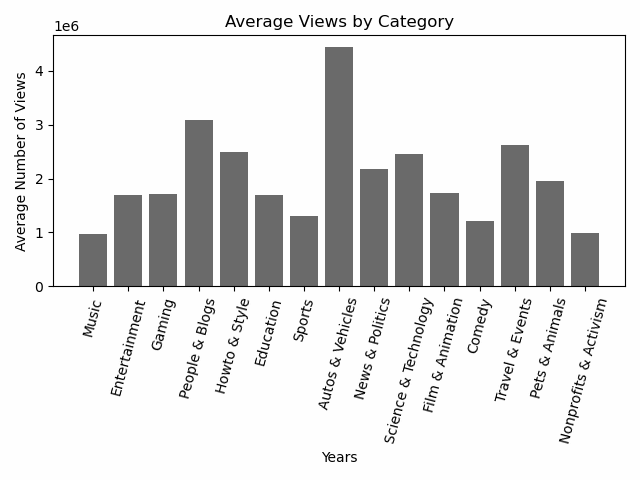 Average Views by Category
1e6
Average Number of Views
4
3
2
1
0
Music
Entertainment
Gaming
People & Blogs
Howto & Style
Education
Sports
Autos & Vehicles
News & Politics
Science & Technology
Film & Animation
Comedy
Travel & Events
Pets & Animals
Nonprofits & Activism
Years